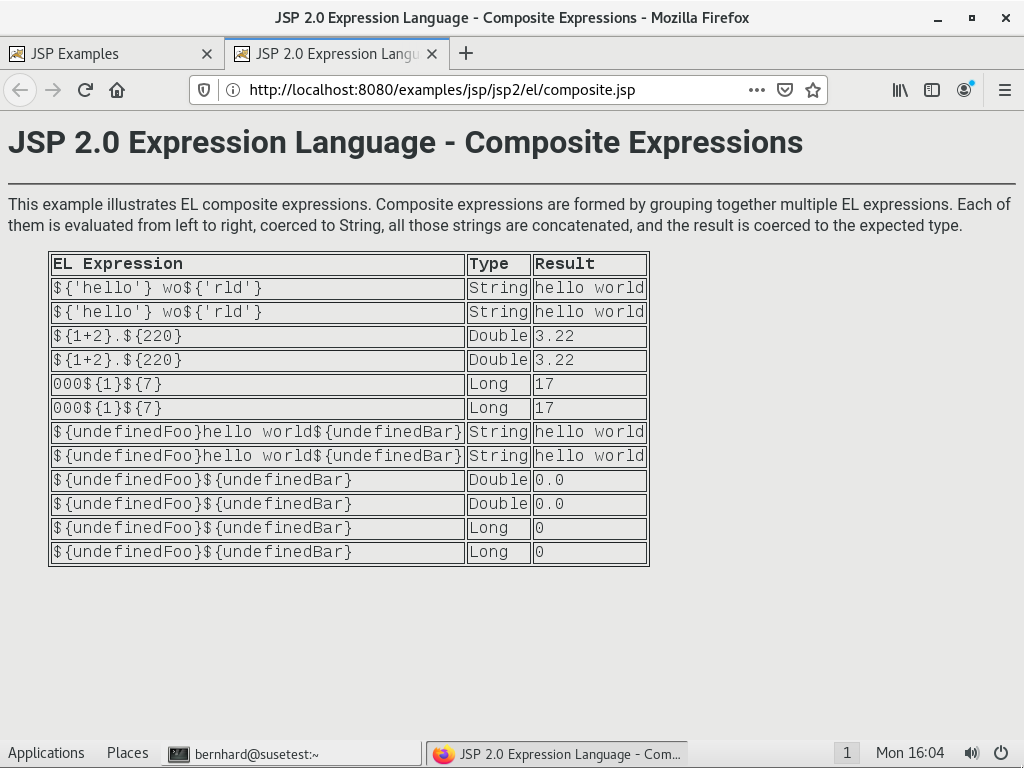 JSP 2.0 Expression Language - Composite Expressions - Mozilla Firefox
JSP Examples
JSP 2.0 Expression Langu
http://localhost:8080/examples/jsp/jsp2/el/composite.jsp
JSP 2.0 Expression Language - Composite Expressions
This example illustrates EL composite expressions. Composite expressions are formed by grouping together multiple EL expressions. Each of
them is evaluated from left to right, coerced to String, all those strings are concatenated, and the result is coerced to the expected type.
EL Expression Type Result
${'hello'} wo${'rld'} String hello world
${'hello'} wo${'rld'} String hello world
${1+2}.${220} Double 3.22
${1+2}.${220} Double 3.22
000${1}${7} Long 17
000${1}${7} Long 17
${undefinedFoo}hello world${undefinedBar} String hello world
${undefinedFoo}hello world${undefinedBar} String hello world
${undefinedFoo}${undefinedBar} Double 0.0
${undefinedFoo}${undefinedBar} Double 0.0
${undefinedFoo}${undefinedBar} Long 0
${undefinedFoo}${undefinedBar} Long 0
Applications Places bernhard@susetest:~ JSP 2.0 Expression Language - Com... 1 Mon 16:04